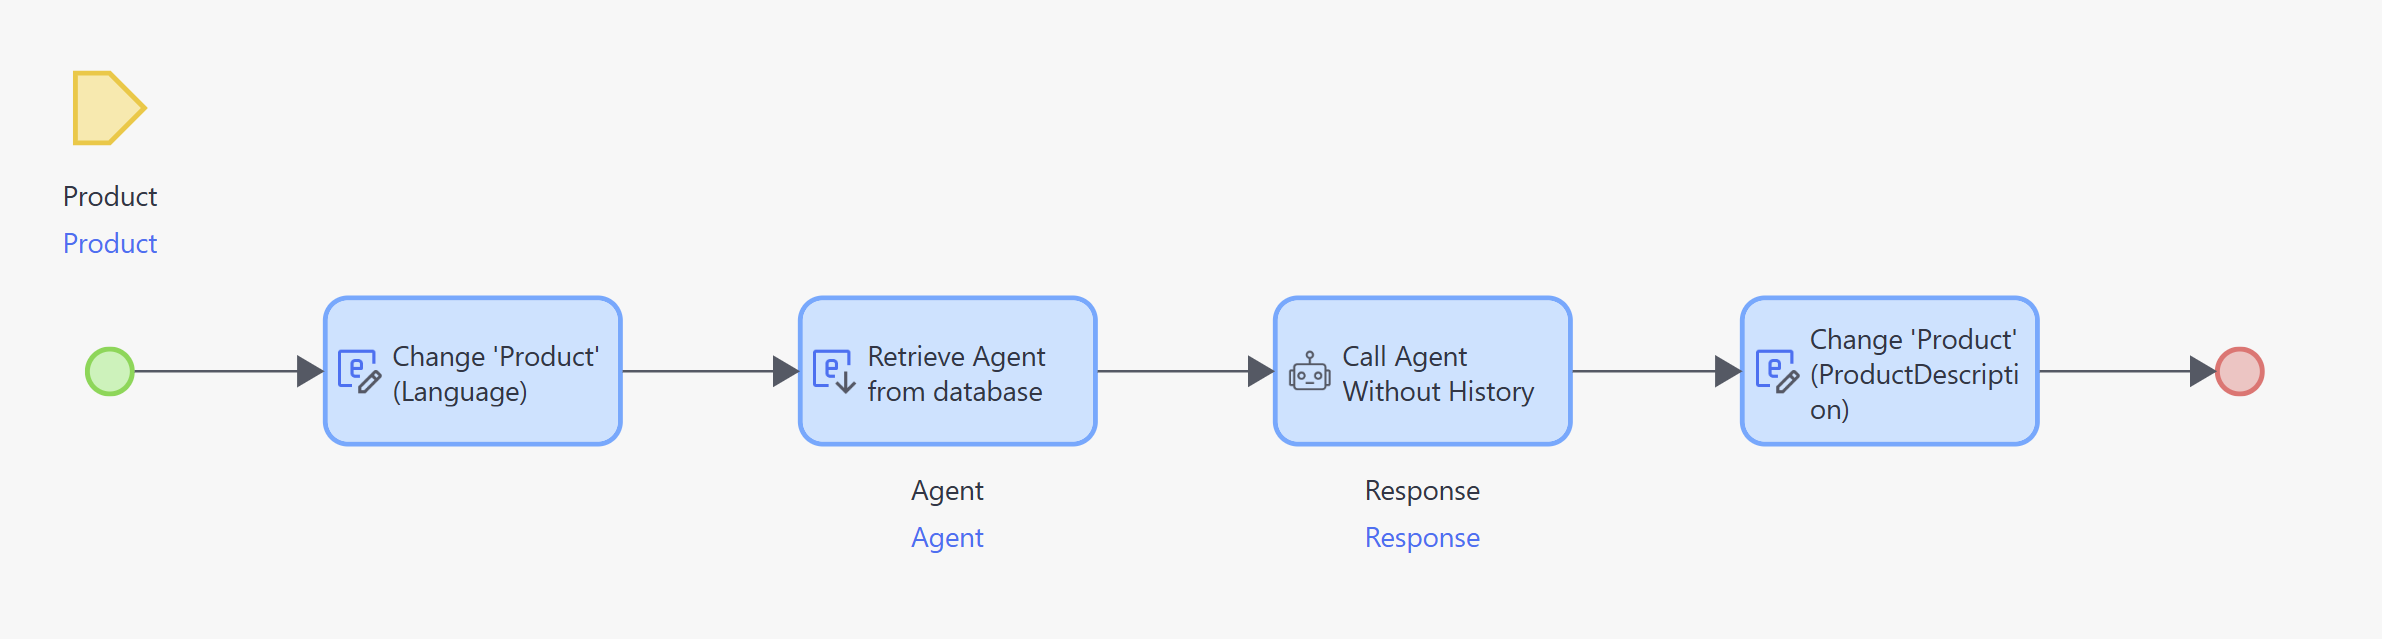 Product
Product
Change 'Product'
(Language)
Retrieve Agent
from database
Agent
Agent
Call Agent
Without History
Response
Response
Change 'Product'
(ProductDescripti
on)